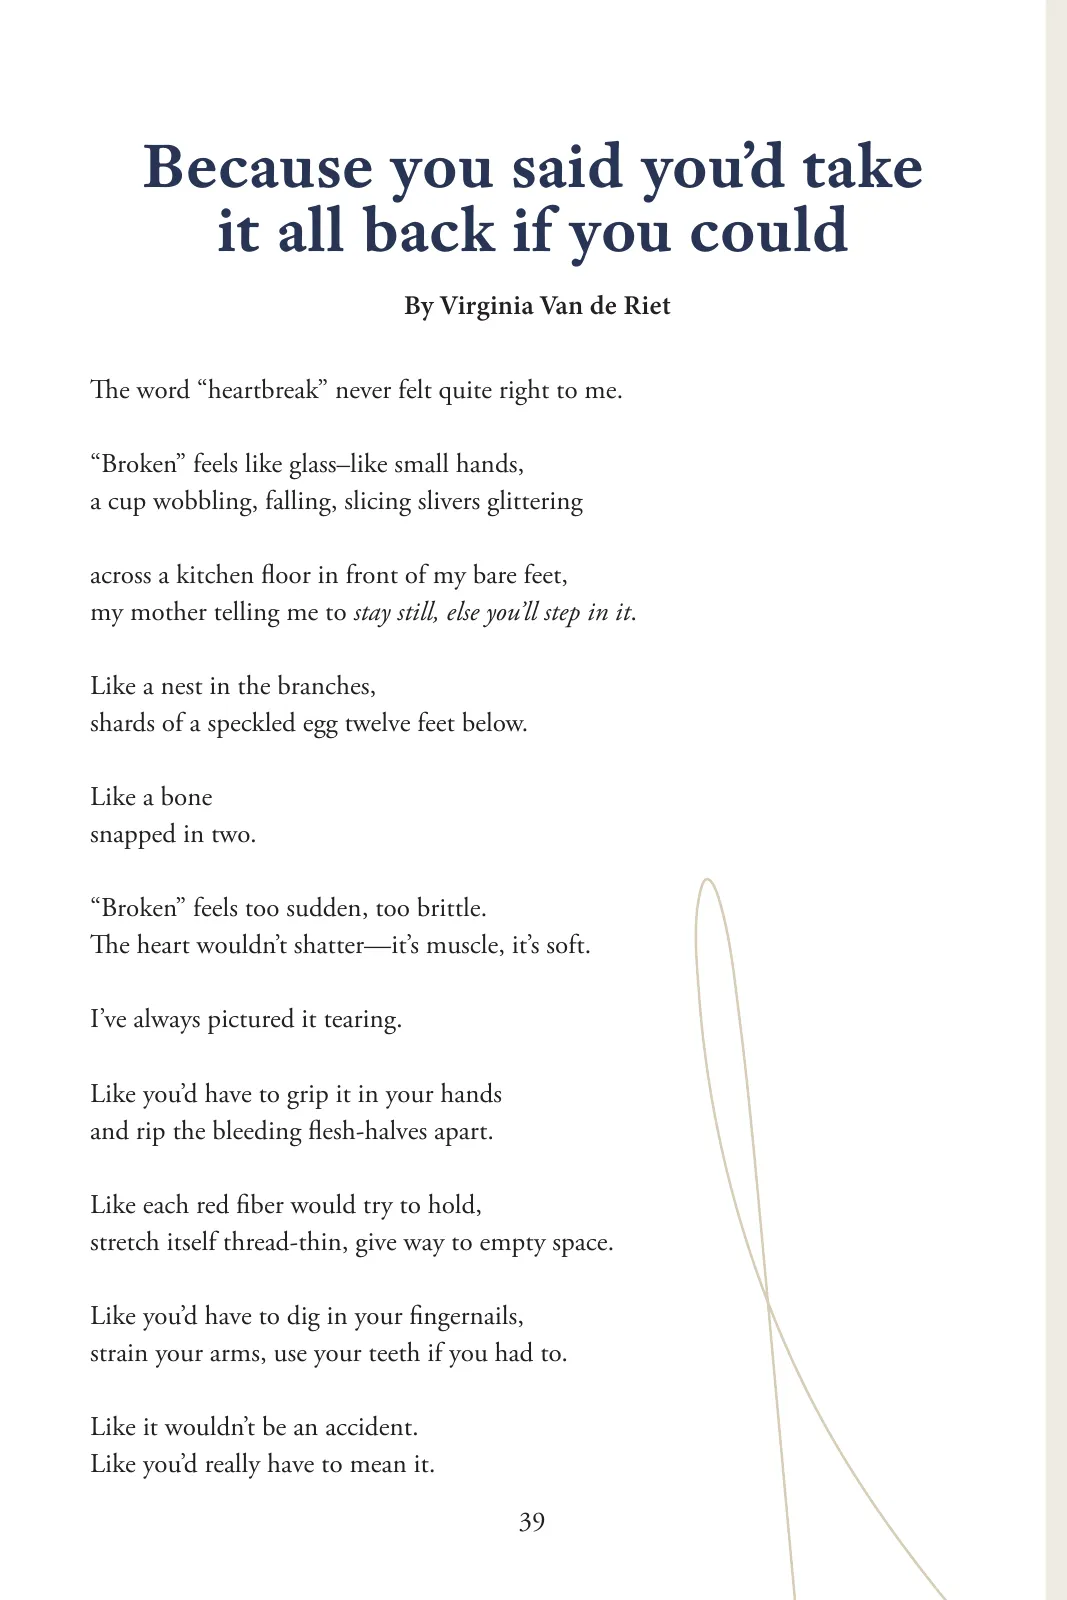 Because you said you’d take
it all back if you could
By Virginia Van de Riet
The word “heartbreak” never felt quite right to me.
“Broken” feels like glass–like small hands,
a cup wobbling, falling, slicing slivers glittering
across a kitchen floor in front of my bare feet,
my mother telling me to stay still, else you’ll step in it.
Like a nest in the branches,
shards of a speckled egg twelve feet below.
Like a bone
snapped in two.
“Broken” feels too sudden, too brittle.
The heart wouldn’t shatter—it’s muscle, it’s soft.
I’ve always pictured it tearing.
Like you’d have to grip it in your hands
and rip the bleeding flesh-halves apart.
Like each red fiber would try to hold,
stretch itself thread-thin, give way to empty space.
Like you’d have to dig in your fingernails,
strain your arms, use your teeth if you had to.
Like it wouldn’t be an accident.
Like you’d really have to mean it.
39